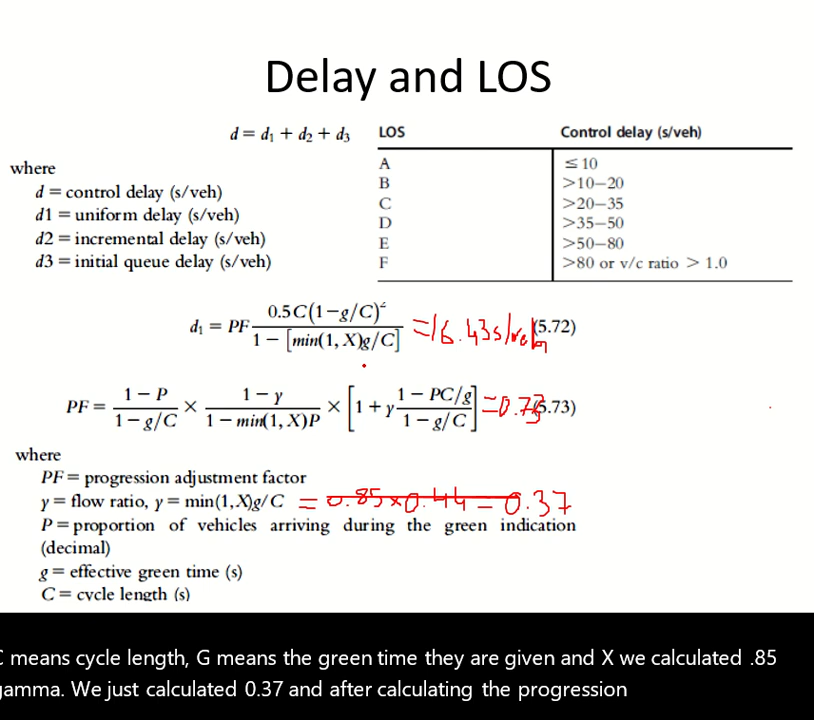 Delay and LOS
d = d₁ + d₂ + d₃
LOS Control delay (s/veh)
A ≤ 10
B >10–20
C >20–35
D >35–50
E >50–80
F >80 or v/c ratio > 1.0
where
d = control delay (s/veh)
d1 = uniform delay (s/veh)
d2 = incremental delay (s/veh)
d3 = initial queue delay (s/veh)
d₁ = PF 0.5C(1−g/C)² / 1 − [min(1, X)g/C] = 16.43 s/veh (5.72)
PF = 1 − P / 1 − g/C × 1 − y / 1 − min(1, X)P × [1 + y 1 − PC/g / 1 − g/C] = 0.73 (5.73)
where
PF = progression adjustment factor
y = flow ratio, y = min(1,X)g/C = 0.85×0.44 = 0.37
P = proportion of vehicles arriving during the green indication
(decimal)
g = effective green time (s)
C = cycle length (s)
C means cycle length, G means the green time they are given and X we calculated .85
gamma. We just calculated 0.37 and after calculating the progression